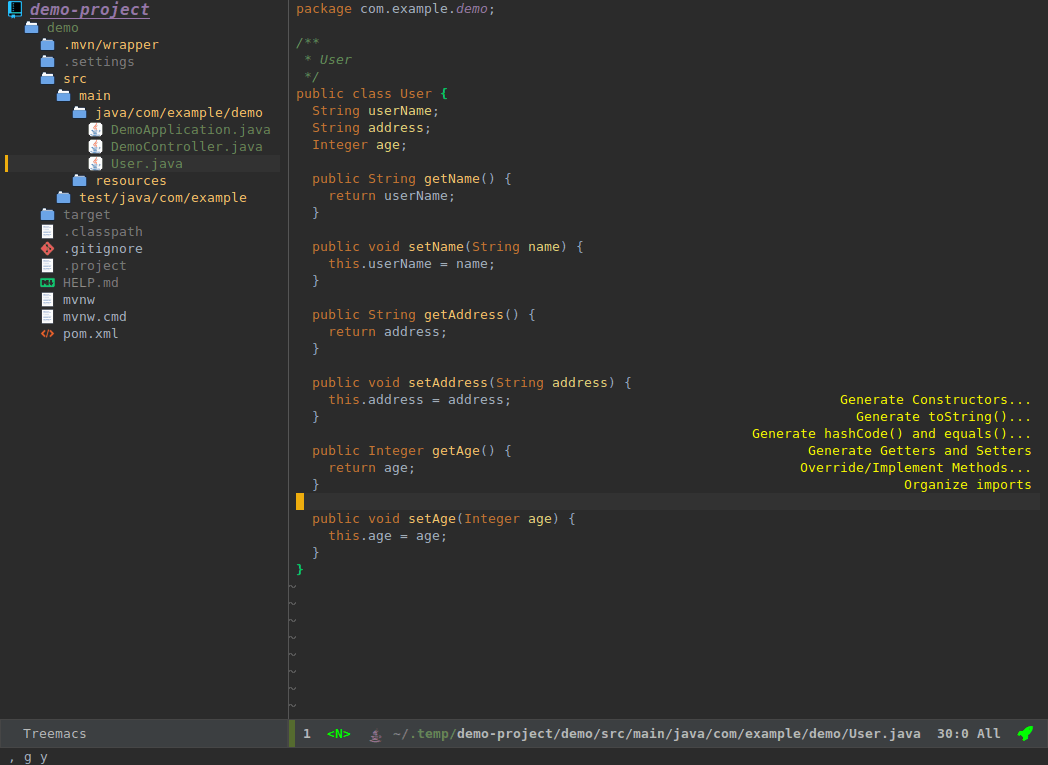 demo-project
demo
.mvn/wrapper
.settings
src
main
java/com/example/demo
DemoApplication.java
DemoController.java
User.java
resources
test/java/com/example
target
.classpath
.gitignore
.project
HELP.md
mvnw
mvnw.cmd
pom.xml
package com.example.demo;
/**
 * User
 */
public class User {
  String userName;
  String address;
  Integer age;
  public String getName() {
    return userName;
  }
  public void setName(String name) {
    this.userName = name;
  }
  public String getAddress() {
    return address;
  }
  public void setAddress(String address) {
    this.address = address;
  }
  public Integer getAge() {
    return age;
  }
  public void setAge(Integer age) {
    this.age = age;
  }
}
~
~
~
~
~
~
~
~
Generate Constructors...
Generate toString()...
Generate hashCode() and equals()...
Generate Getters and Setters
Override/Implement Methods...
Organize imports
Treemacs
1 <N> ~/.temp/demo-project/demo/src/main/java/com/example/demo/User.java 30:0 All
, g y